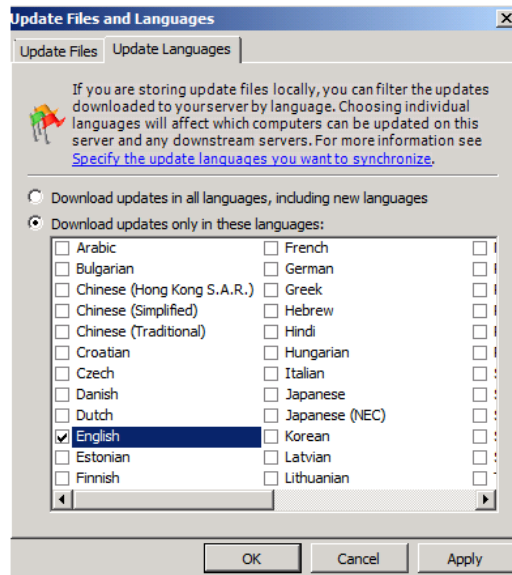 Update Files and Languages
Update Files
Update Languages
If you are storing update files locally, you can filter the updates
downloaded to your server by language. Choosing individual
languages will affect which computers can be updated on this
server and any downstream servers. For more information see
Specify the update languages you want to synchronize.
Download updates in all languages, including new languages
Download updates only in these languages:
Arabic
Bulgarian
Chinese (Hong Kong S.A.R.)
Chinese (Simplified)
Chinese (Traditional)
Croatian
Czech
Danish
Dutch
English
Estonian
Finnish
French
German
Greek
Hebrew
Hindi
Hungarian
Italian
Japanese
Japanese (NEC)
Korean
Latvian
Lithuanian
OK
Cancel
Apply